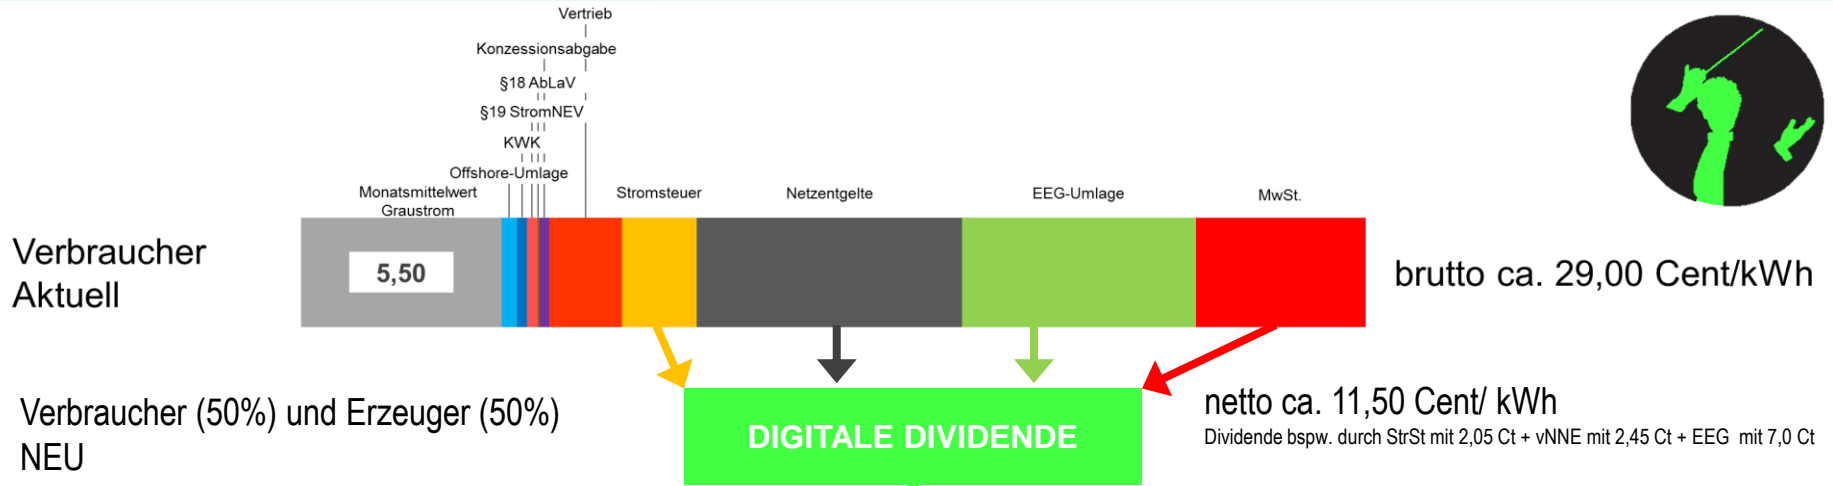 Vertrieb
Konzessionsabgabe
§18 AbLaV
§19 StromNEV
KWK
Offshore-Umlage
Monatsmittelwert
Graustrom
Stromsteuer
Netzentgelte
EEG-Umlage
MwSt.
Verbraucher
Aktuell
5,50
brutto ca. 29,00 Cent/kWh
Verbraucher (50%) und Erzeuger (50%)
NEU
DIGITALE DIVIDENDE
netto ca. 11,50 Cent/ kWh
Dividende bspw. durch StrSt mit 2,05 Ct + vNNE mit 2,45 Ct + EEG mit 7,0 Ct